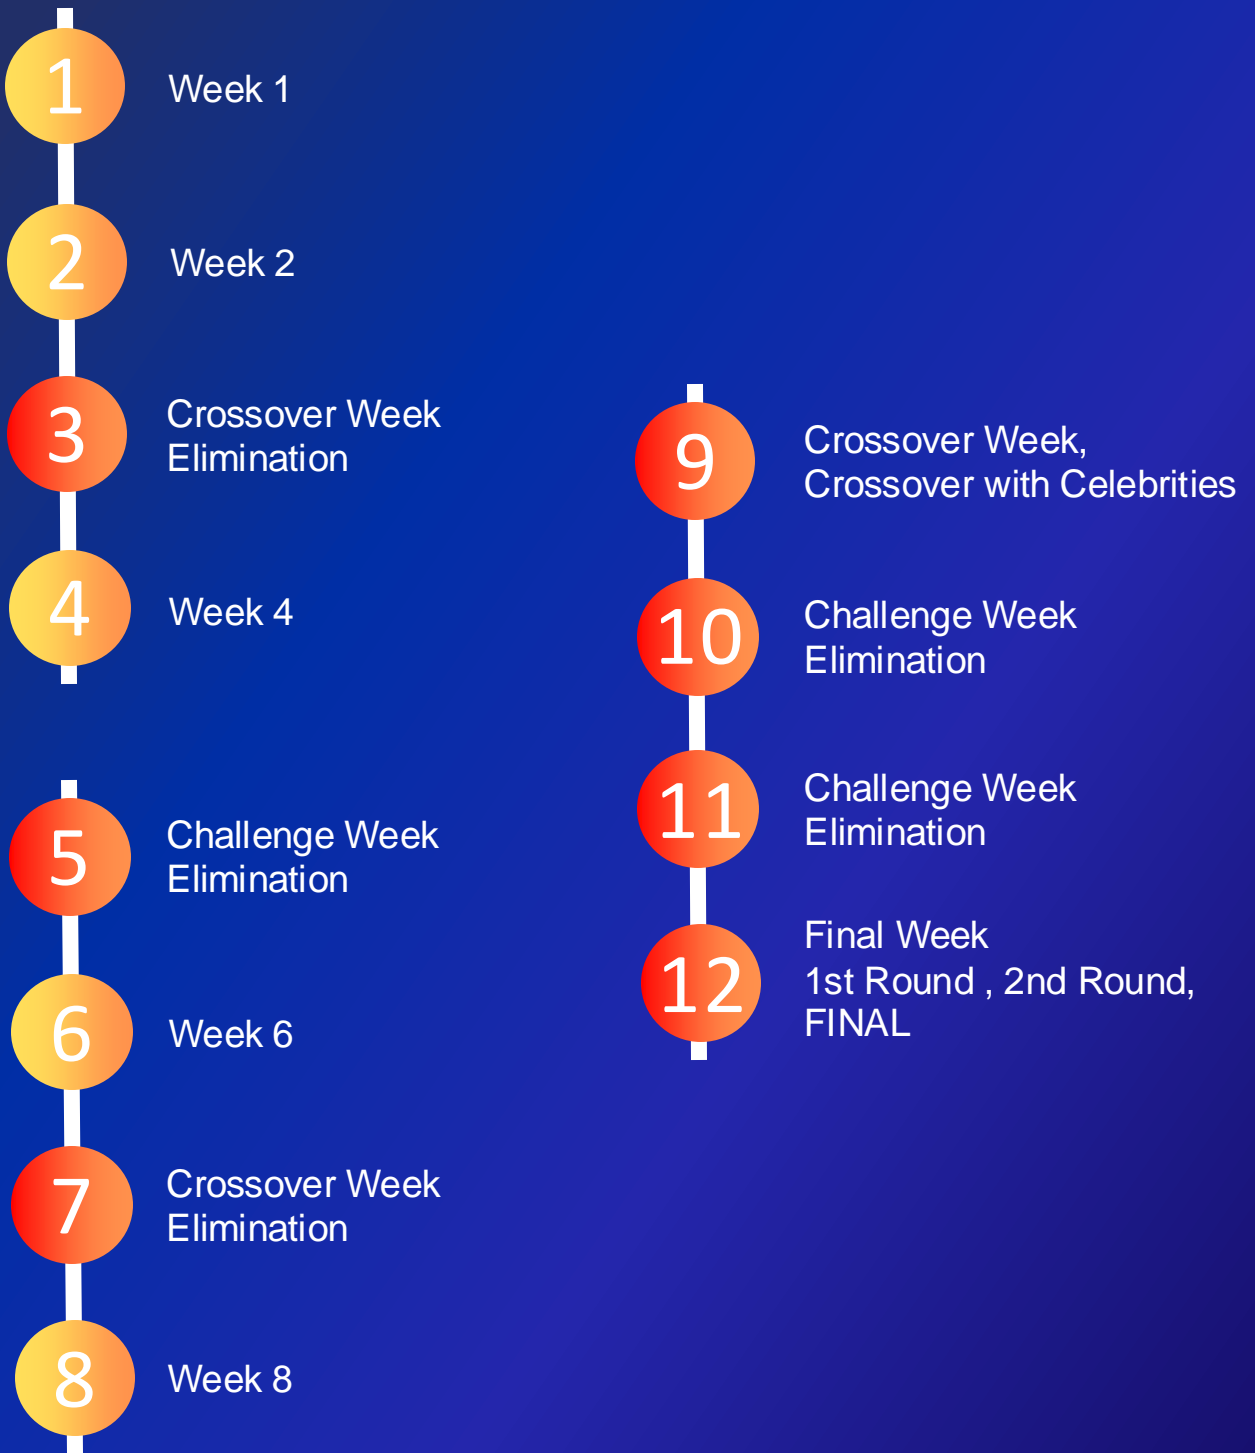 1
Week 1
2
Week 2
3
Crossover Week
Elimination
4
Week 4
5
Challenge Week
Elimination
6
Week 6
7
Crossover Week
Elimination
8
Week 8
9
Crossover Week,
Crossover with Celebrities
10
Challenge Week
Elimination
11
Challenge Week
Elimination
12
Final Week
1st Round , 2nd Round,
FINAL